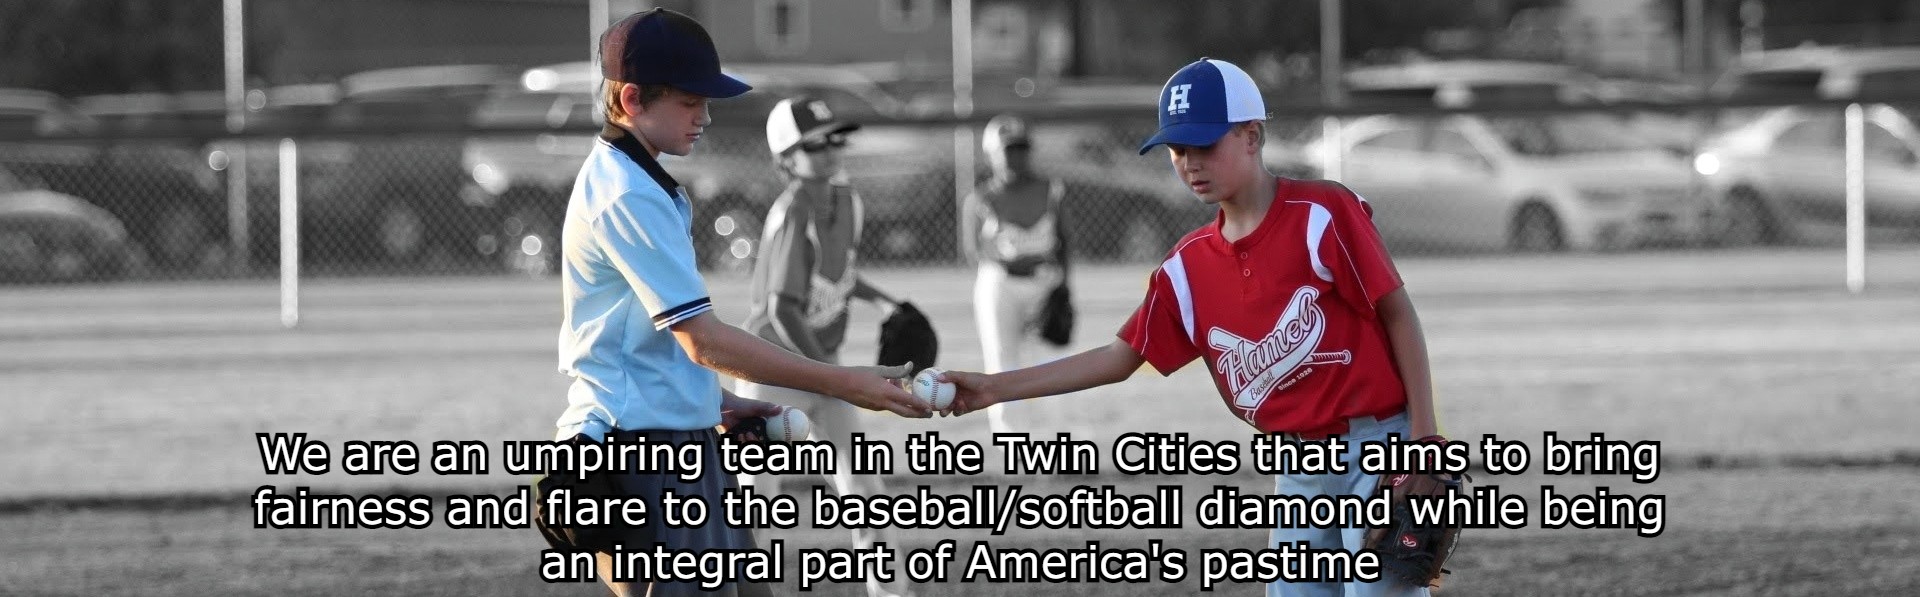 H
Hamel
Baseball
Since 1926
We are an umpiring team in the Twin Cities that aims to bring
fairness and flare to the baseball/softball diamond while being
an integral part of America's pastime